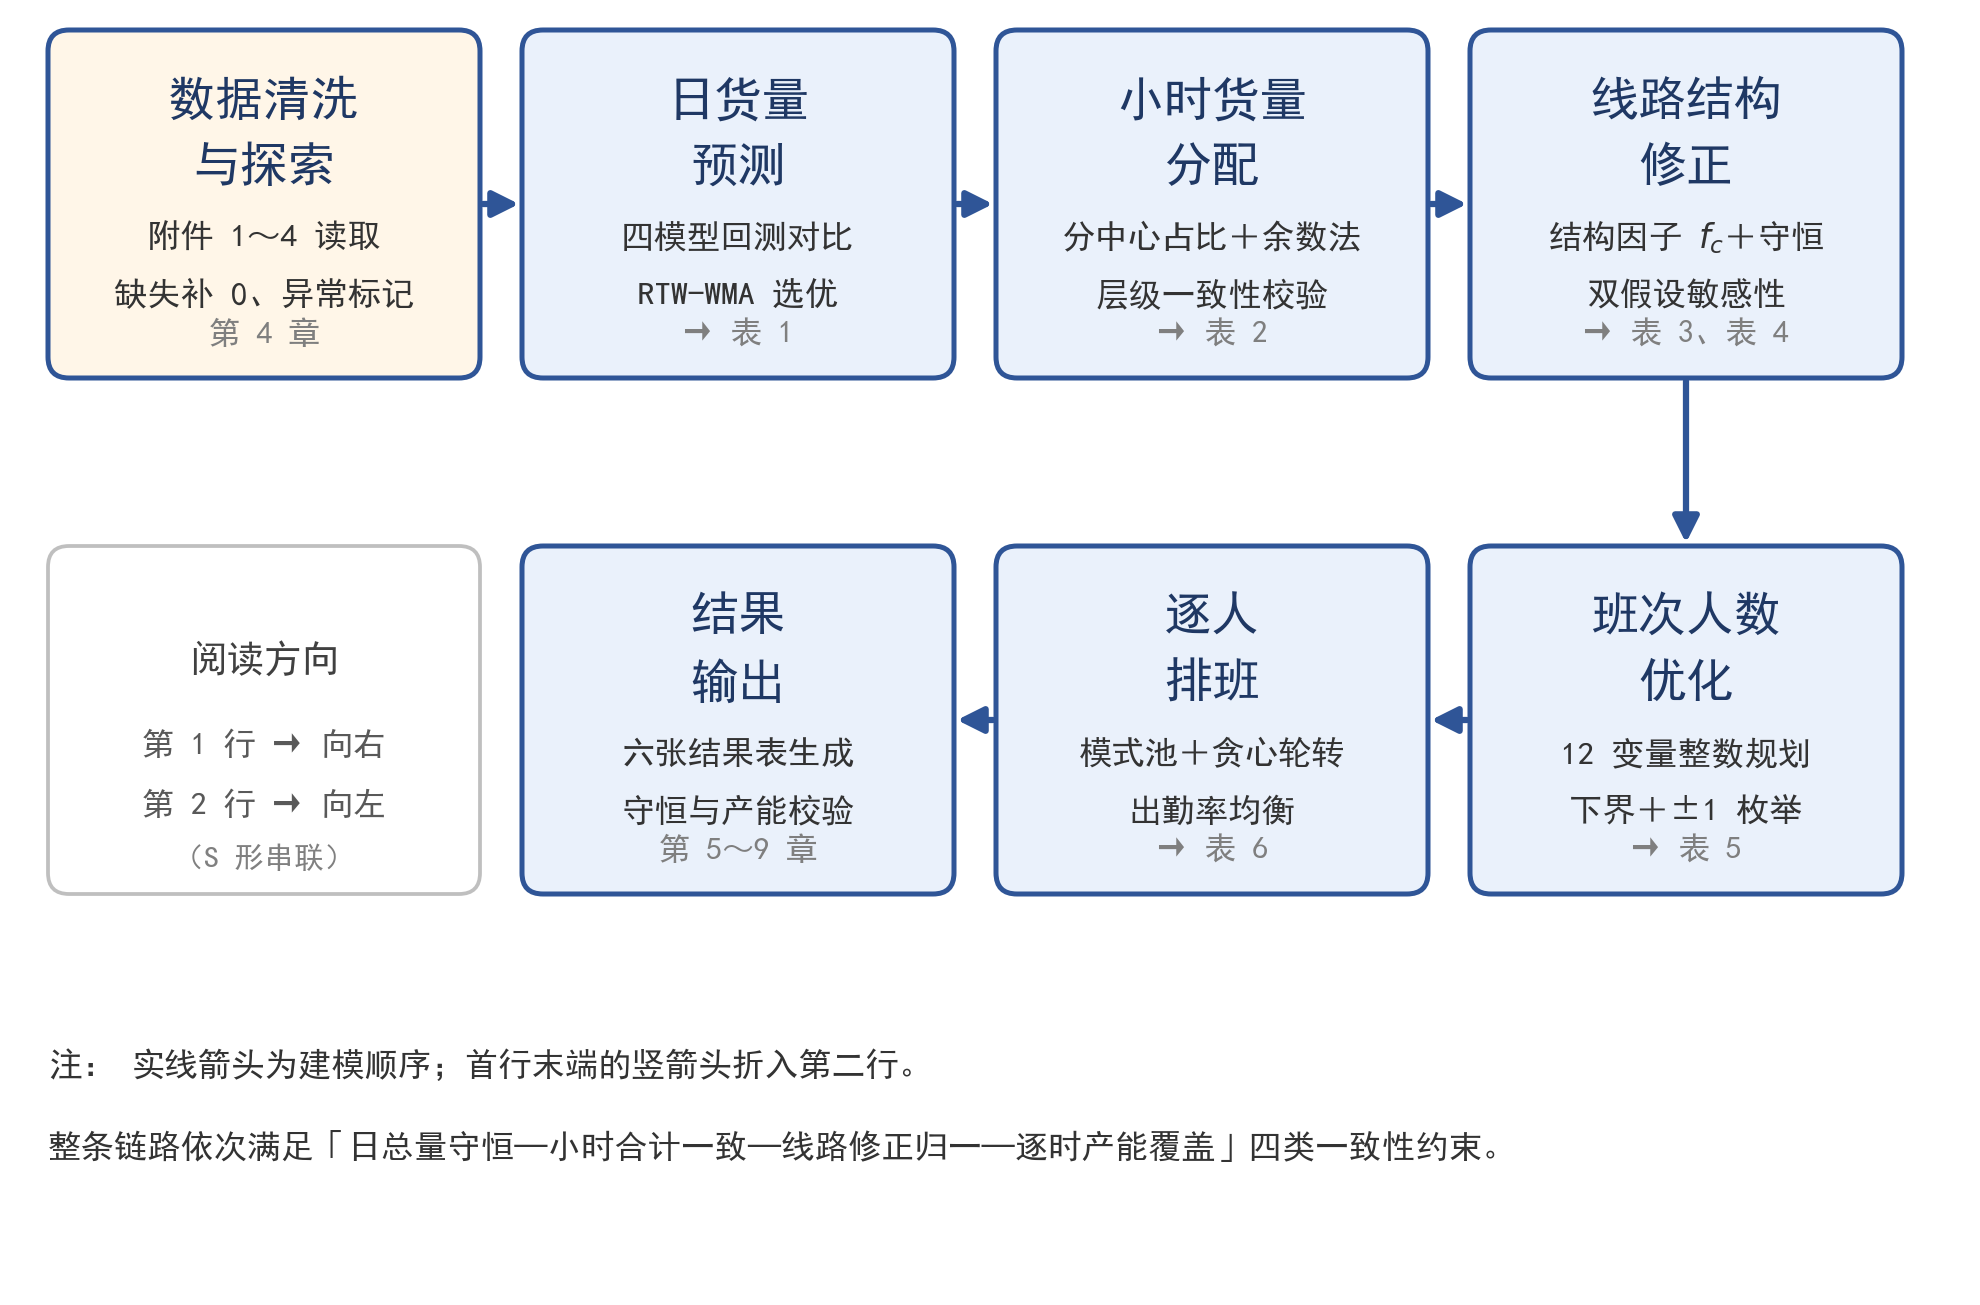 数据清洗
与探索
附件 1～4 读取
缺失补 0、异常标记
第 4 章
日货量
预测
四模型回测对比
RTW-WMA 选优
→ 表 1
小时货量
分配
分中心占比＋余数法
层级一致性校验
→ 表 2
线路结构
修正
结构因子 f_c＋守恒
双假设敏感性
→ 表 3、表 4
班次人数
优化
12 变量整数规划
下界＋±1 枚举
→ 表 5
逐人
排班
模式池＋贪心轮转
出勤率均衡
→ 表 6
结果
输出
六张结果表生成
守恒与产能校验
第 5～9 章
阅读方向
第 1 行 → 向右
第 2 行 → 向左
（S 形串联）
注： 实线箭头为建模顺序；首行末端的竖箭头折入第二行。
整条链路依次满足「日总量守恒—小时合计一致—线路修正归一—逐时产能覆盖」四类一致性约束。